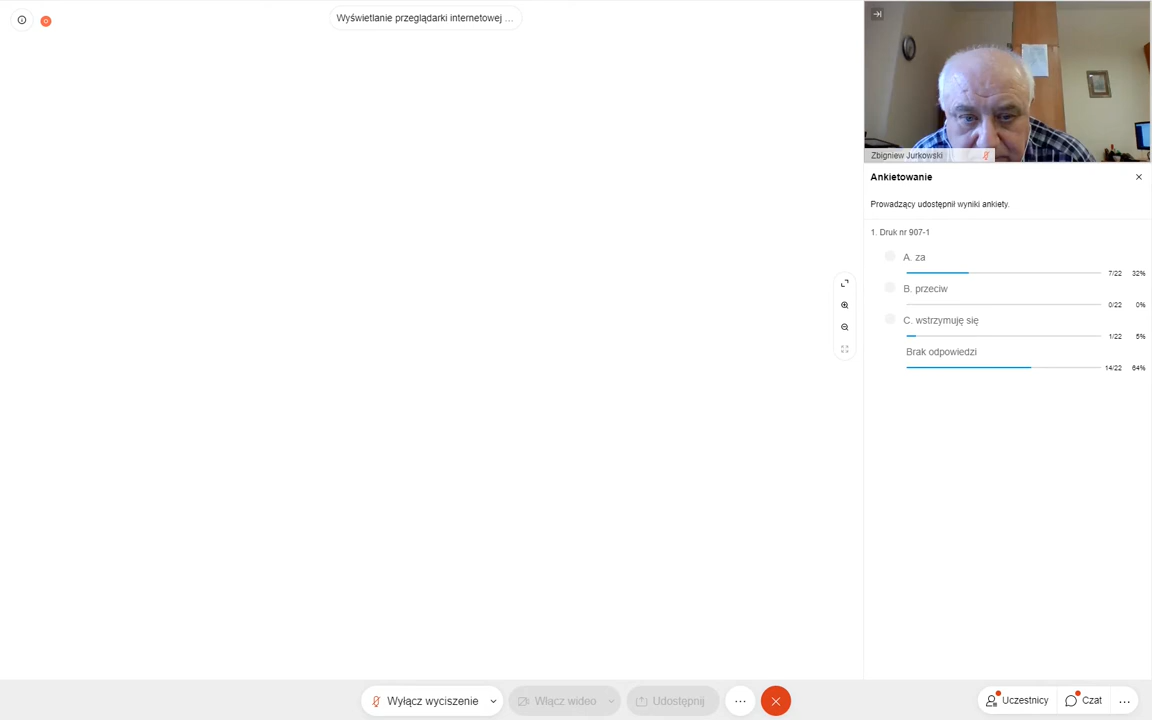 Wyświetlanie przeglądarki internetowej ...
Zbigniew Jurkowski
Ankietowanie
Prowadzący udostępnił wyniki ankiety.
1. Druk nr 907-1
A. za
7/22 32%
B. przeciw
0/22 0%
C. wstrzymuję się
1/22 5%
Brak odpowiedzi
14/22 64%
Wyłącz wyciszenie
Włącz wideo
Udostępnij
Uczestnicy
Czat